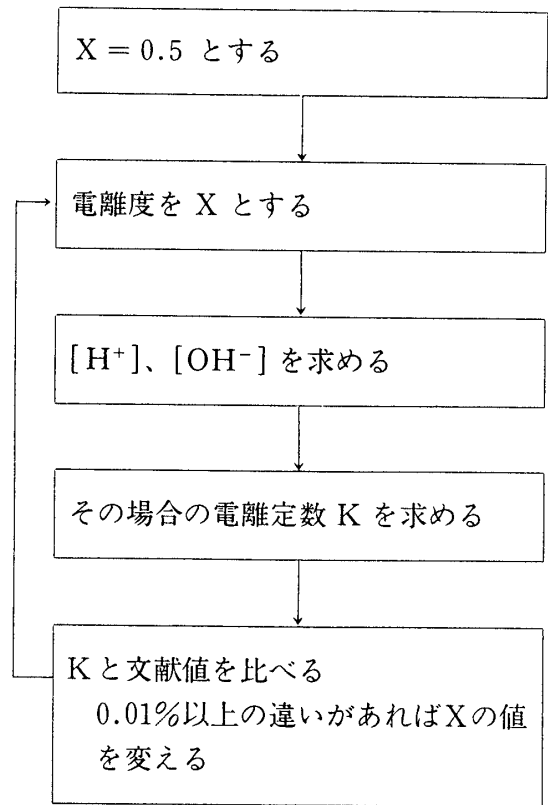 X = 0.5 とする
電離度を X とする
[H⁺]、[OH⁻] を求める
その場合の電離定数 K を求める
K と文献値を比べる
0.01%以上の違いがあればXの値
を変える